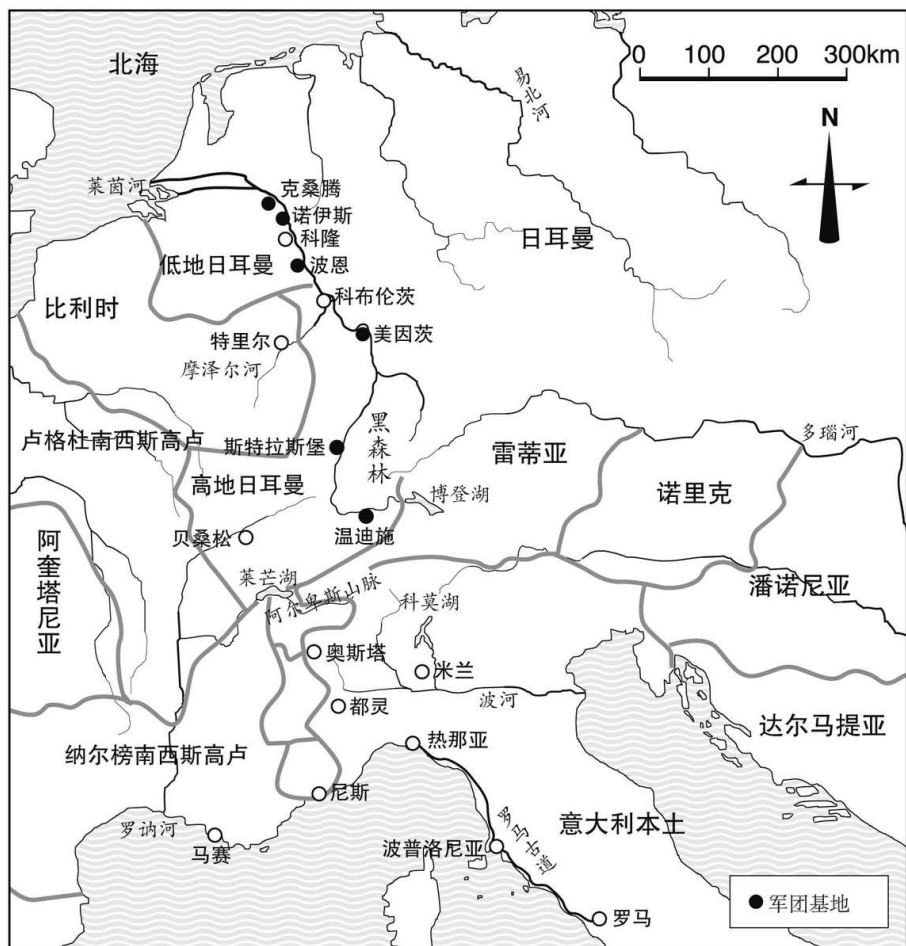 北海
0 100 200 300km
易北河
N
莱茵河
克桑腾
诺伊斯
科隆
日耳曼
低地日耳曼
波恩
比利时
科布伦茨
特里尔
美因茨
摩泽尔河
黑森林
卢格杜南西斯高卢
斯特拉斯堡
雷蒂亚
多瑙河
高地日耳曼
博登湖
诺里克
贝桑松
温迪施
阿奎塔尼亚
莱芒湖
阿尔卑斯山脉
科莫湖
潘诺尼亚
奥斯塔
米兰
都灵
波河
达尔马提亚
纳尔榜南西斯高卢
热那亚
尼斯
罗讷河
马赛
波普洛尼亚
罗马古道
意大利本土
罗马
军团基地